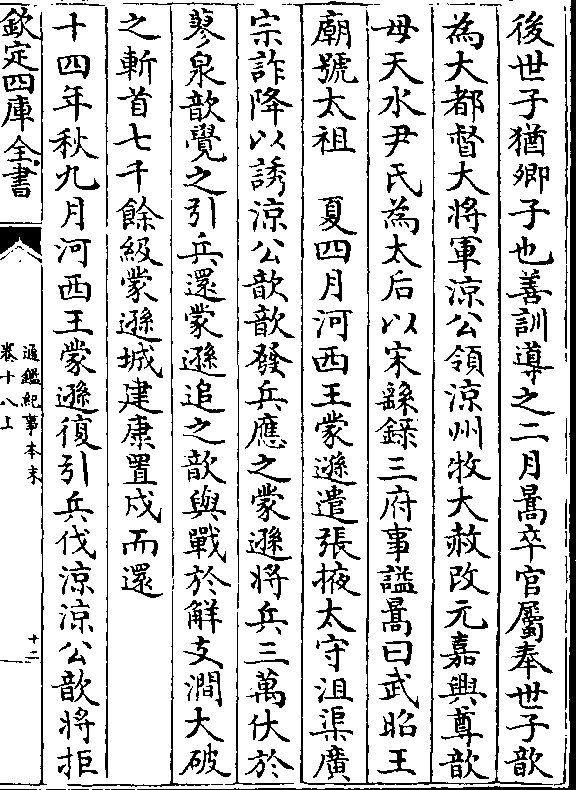 後世子猶卿子也善訓導之二月暠卒官屬奉世子歆
為大都督大將軍涼公領涼州牧大赦改元嘉興尊歆
母天水尹氏為太后以宋繇錄三府事諡暠曰武昭王
廟號太祖　夏四月河西王蒙遜遣張掖太守沮渠廣
宗詐降以誘涼公歆歆發兵應之蒙遜將兵三萬伏於
蓼泉歆覺之引兵還蒙遜追之歆與戰於解支澗大破
之斬首七千餘級蒙遜城建康置戍而還
十四年秋九月河西王蒙遜復引兵伐涼涼公歆將拒
欽定四庫全書
通鑑紀事本末
卷十八上
十二